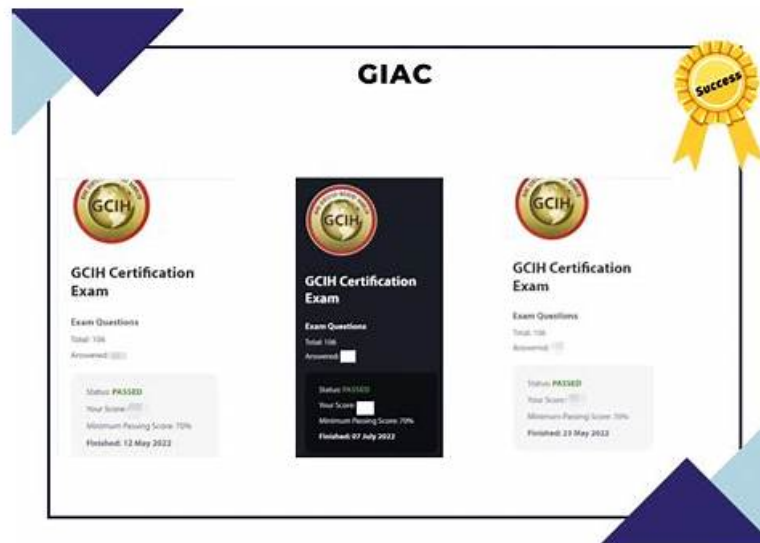 GIAC
Success
GCIH
GCIH Certification
Exam
Exam Questions
Total: 106
Answered:
Status: PASSED
Your Score:
Minimum Passing Score: 70%
Finished: 12 May 2022
GCIH
GCIH Certification
Exam
Exam Questions
Total: 106
Answered:
Status: PASSED
Your Score:
Minimum Passing Score: 70%
Finished: 07 July 2022
GCIH
GCIH Certification
Exam
Exam Questions
Total: 106
Answered:
Status: PASSED
Your Score:
Minimum Passing Score: 70%
Finished: 23 May 2022